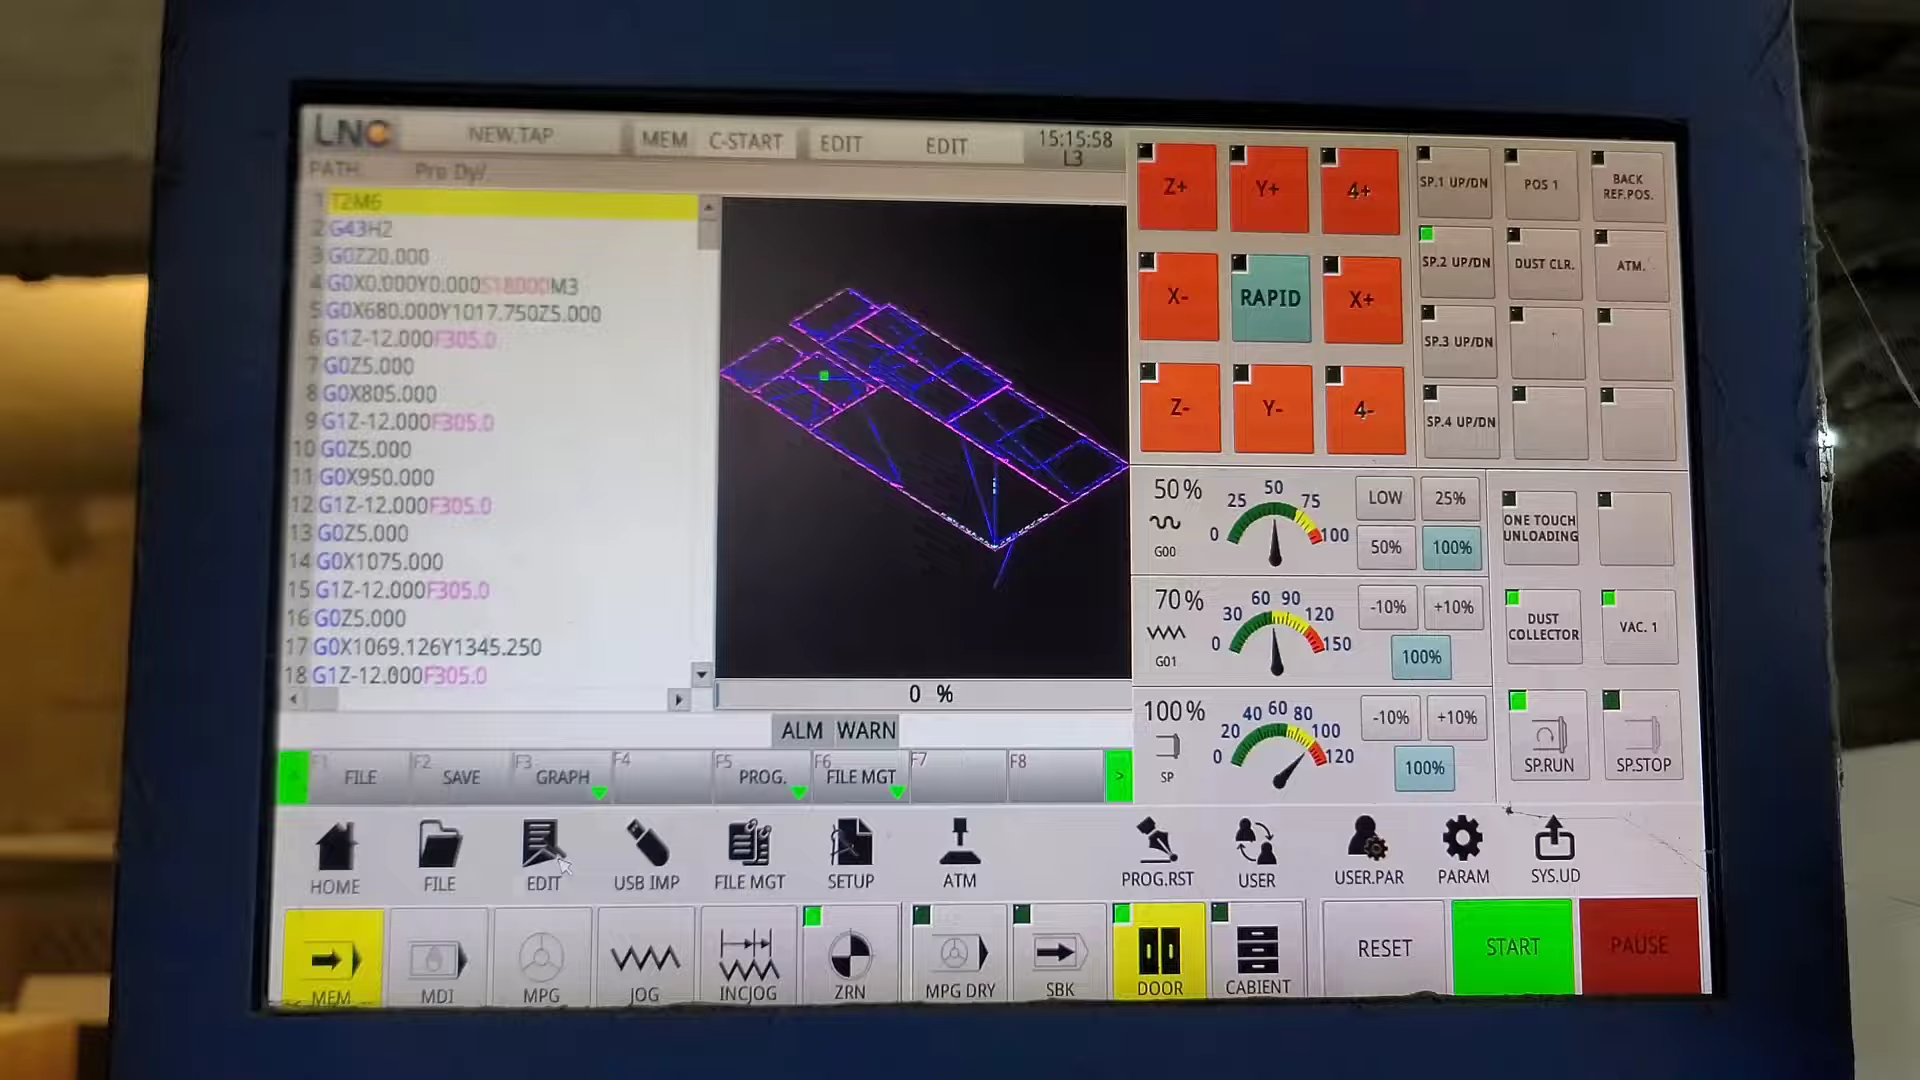 LNC NEW.TAP MEM C-START EDIT EDIT 15:15:58
L3
PATH:
1 T2M6
2 G43H2
3 G0Z20.000
4 G0X0.000Y0.000S18000M3
5 G0X680.000Y1017.750Z5.000
6 G1Z-12.000F305.0
7 G0Z5.000
8 G0X805.000
9 G1Z-12.000F305.0
10 G0Z5.000
11 G0X950.000
12 G1Z-12.000F305.0
13 G0Z5.000
14 G0X1075.000
15 G1Z-12.000F305.0
16 G0Z5.000
17 G0X1069.126Y1345.250
18 G1Z-12.000F305.0
0 %
ALM WARN
F1 FILE F2 SAVE F3 GRAPH F4 F5 PROG. F6 FILE MGT F7 F8 >
Z+ Y+ 4+
X- RAPID X+
Z- Y- 4-
SP.1 UP/DN POS 1 BACK
REF.POS.
SP.2 UP/DN DUST CLR. ATM.
SP.3 UP/DN
SP.4 UP/DN
50%
G00
0 25 50 75 100
LOW 25%
50% 100%
70%
G01
0 30 60 90 120 150
-10% +10%
100%
100%
SP
0 20 40 60 80 100 120
-10% +10%
100%
ONE TOUCH
UNLOADING
DUST
COLLECTOR
VAC. 1
SP.RUN SP.STOP
HOME FILE EDIT USB IMP FILE MGT SETUP ATM PROG.RST USER USER.PAR PARAM SYS.UD
MEM MDI MPG JOG INCJOG ZRN MPG DRY SBK DOOR CABIENT RESET START PAUSE